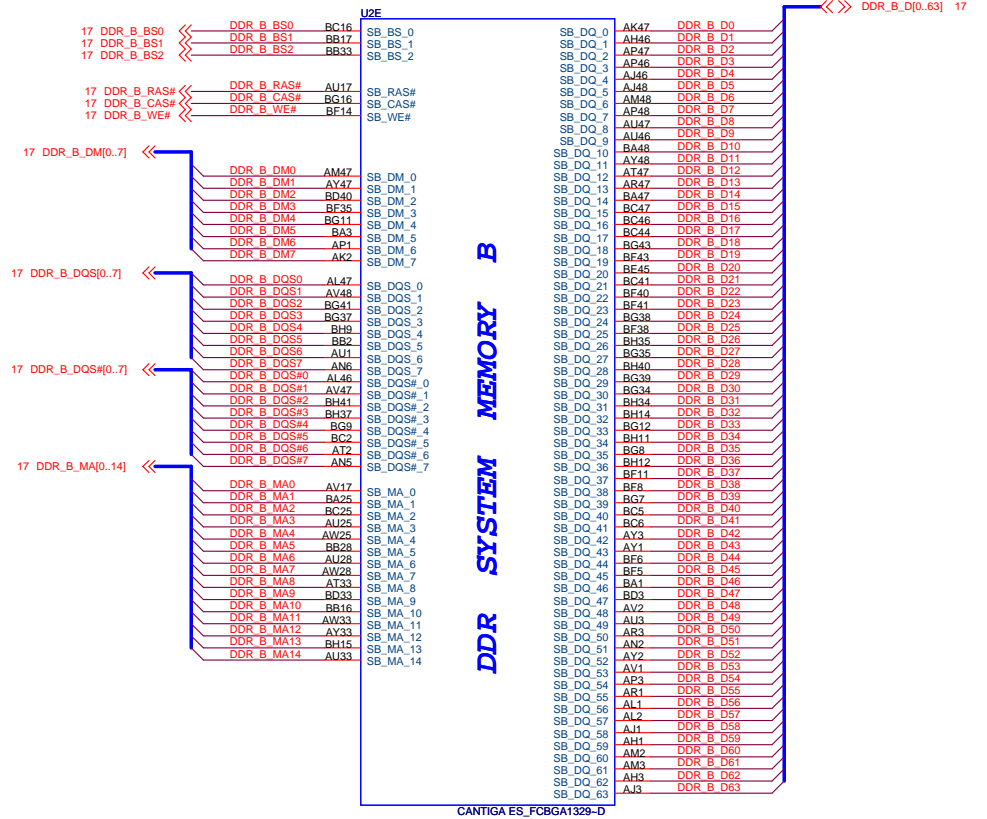 U2E
17 DDR_B_BS0 DDR_B_BS0 BC16 SB_BS_0
17 DDR_B_BS1 DDR_B_BS1 BB17 SB_BS_1
17 DDR_B_BS2 DDR_B_BS2 BB33 SB_BS_2
17 DDR_B_RAS# DDR_B_RAS# AU17 SB_RAS#
17 DDR_B_CAS# DDR_B_CAS# BG16 SB_CAS#
17 DDR_B_WE# DDR_B_WE# BF14 SB_WE#
17 DDR_B_DM[0..7]
DDR_B_DM0 AM47 SB_DM_0
DDR_B_DM1 AY47 SB_DM_1
DDR_B_DM2 BD40 SB_DM_2
DDR_B_DM3 BF35 SB_DM_3
DDR_B_DM4 BG11 SB_DM_4
DDR_B_DM5 BA3 SB_DM_5
DDR_B_DM6 AP1 SB_DM_6
DDR_B_DM7 AK2 SB_DM_7
17 DDR_B_DQS[0..7]
DDR_B_DQS0 AL47 SB_DQS_0
DDR_B_DQS1 AV48 SB_DQS_1
DDR_B_DQS2 BG41 SB_DQS_2
DDR_B_DQS3 BG37 SB_DQS_3
DDR_B_DQS4 BH9 SB_DQS_4
DDR_B_DQS5 BB2 SB_DQS_5
DDR_B_DQS6 AU1 SB_DQS_6
DDR_B_DQS7 AN6 SB_DQS_7
17 DDR_B_DQS#[0..7]
DDR_B_DQS#0 AL46 SB_DQS#_0
DDR_B_DQS#1 AV47 SB_DQS#_1
DDR_B_DQS#2 BH41 SB_DQS#_2
DDR_B_DQS#3 BH37 SB_DQS#_3
DDR_B_DQS#4 BG9 SB_DQS#_4
DDR_B_DQS#5 BC2 SB_DQS#_5
DDR_B_DQS#6 AT2 SB_DQS#_6
DDR_B_DQS#7 AN5 SB_DQS#_7
17 DDR_B_MA[0..14]
DDR_B_MA0 AV17 SB_MA_0
DDR_B_MA1 BA25 SB_MA_1
DDR_B_MA2 BC25 SB_MA_2
DDR_B_MA3 AU25 SB_MA_3
DDR_B_MA4 AW25 SB_MA_4
DDR_B_MA5 BB28 SB_MA_5
DDR_B_MA6 AU28 SB_MA_6
DDR_B_MA7 AW28 SB_MA_7
DDR_B_MA8 AT33 SB_MA_8
DDR_B_MA9 BD33 SB_MA_9
DDR_B_MA10 BB16 SB_MA_10
DDR_B_MA11 AW33 SB_MA_11
DDR_B_MA12 AY33 SB_MA_12
DDR_B_MA13 BH15 SB_MA_13
DDR_B_MA14 AU33 SB_MA_14
DDR SYSTEM MEMORY B
DDR_B_D[0..63] 17
SB_DQ_0 AK47 DDR_B_D0
SB_DQ_1 AH46 DDR_B_D1
SB_DQ_2 AP47 DDR_B_D2
SB_DQ_3 AP46 DDR_B_D3
SB_DQ_4 AJ46 DDR_B_D4
SB_DQ_5 AJ48 DDR_B_D5
SB_DQ_6 AM48 DDR_B_D6
SB_DQ_7 AP48 DDR_B_D7
SB_DQ_8 AU47 DDR_B_D8
SB_DQ_9 AU46 DDR_B_D9
SB_DQ_10 BA48 DDR_B_D10
SB_DQ_11 AY48 DDR_B_D11
SB_DQ_12 AT47 DDR_B_D12
SB_DQ_13 AR47 DDR_B_D13
SB_DQ_14 BA47 DDR_B_D14
SB_DQ_15 BC47 DDR_B_D15
SB_DQ_16 BC46 DDR_B_D16
SB_DQ_17 BC44 DDR_B_D17
SB_DQ_18 BG43 DDR_B_D18
SB_DQ_19 BF43 DDR_B_D19
SB_DQ_20 BE45 DDR_B_D20
SB_DQ_21 BC41 DDR_B_D21
SB_DQ_22 BF40 DDR_B_D22
SB_DQ_23 BF41 DDR_B_D23
SB_DQ_24 BG38 DDR_B_D24
SB_DQ_25 BF38 DDR_B_D25
SB_DQ_26 BH35 DDR_B_D26
SB_DQ_27 BG35 DDR_B_D27
SB_DQ_28 BH40 DDR_B_D28
SB_DQ_29 BG39 DDR_B_D29
SB_DQ_30 BG34 DDR_B_D30
SB_DQ_31 BH34 DDR_B_D31
SB_DQ_32 BH14 DDR_B_D32
SB_DQ_33 BG12 DDR_B_D33
SB_DQ_34 BH11 DDR_B_D34
SB_DQ_35 BG8 DDR_B_D35
SB_DQ_36 BH12 DDR_B_D36
SB_DQ_37 BF11 DDR_B_D37
SB_DQ_38 BF8 DDR_B_D38
SB_DQ_39 BG7 DDR_B_D39
SB_DQ_40 BC5 DDR_B_D40
SB_DQ_41 BC6 DDR_B_D41
SB_DQ_42 AY3 DDR_B_D42
SB_DQ_43 AY1 DDR_B_D43
SB_DQ_44 BF6 DDR_B_D44
SB_DQ_45 BF5 DDR_B_D45
SB_DQ_46 BA1 DDR_B_D46
SB_DQ_47 BD3 DDR_B_D47
SB_DQ_48 AV2 DDR_B_D48
SB_DQ_49 AU3 DDR_B_D49
SB_DQ_50 AR3 DDR_B_D50
SB_DQ_51 AN2 DDR_B_D51
SB_DQ_52 AY2 DDR_B_D52
SB_DQ_53 AV1 DDR_B_D53
SB_DQ_54 AP3 DDR_B_D54
SB_DQ_55 AR1 DDR_B_D55
SB_DQ_56 AL1 DDR_B_D56
SB_DQ_57 AL2 DDR_B_D57
SB_DQ_58 AJ1 DDR_B_D58
SB_DQ_59 AH1 DDR_B_D59
SB_DQ_60 AM2 DDR_B_D60
SB_DQ_61 AM3 DDR_B_D61
SB_DQ_62 AH3 DDR_B_D62
SB_DQ_63 AJ3 DDR_B_D63
CANTIGA ES_FCBGA1329~D